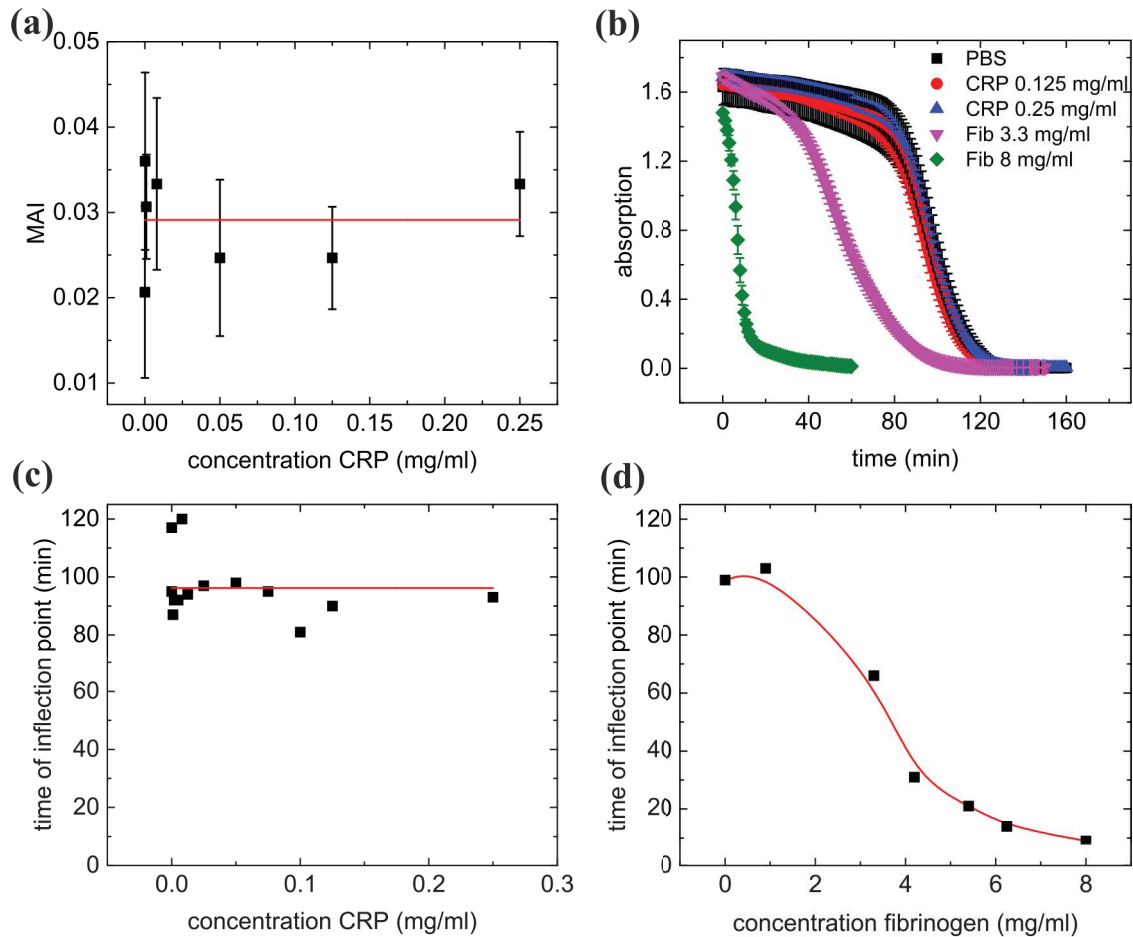 (a)
0.05
0.04
0.03
0.02
0.01
MAI
0.00 0.05 0.10 0.15 0.20 0.25
concentration CRP (mg/ml)
(b)
PBS
CRP 0.125 mg/ml
CRP 0.25 mg/ml
Fib 3.3 mg/ml
Fib 8 mg/ml
1.6
1.2
0.8
0.4
0.0
absorption
0 40 80 120 160
time (min)
(c)
120
100
80
60
40
20
0
time of inflection point (min)
0.0 0.1 0.2 0.3
concentration CRP (mg/ml)
(d)
120
100
80
60
40
20
0
time of inflection point (min)
0 2 4 6 8
concentration fibrinogen (mg/ml)